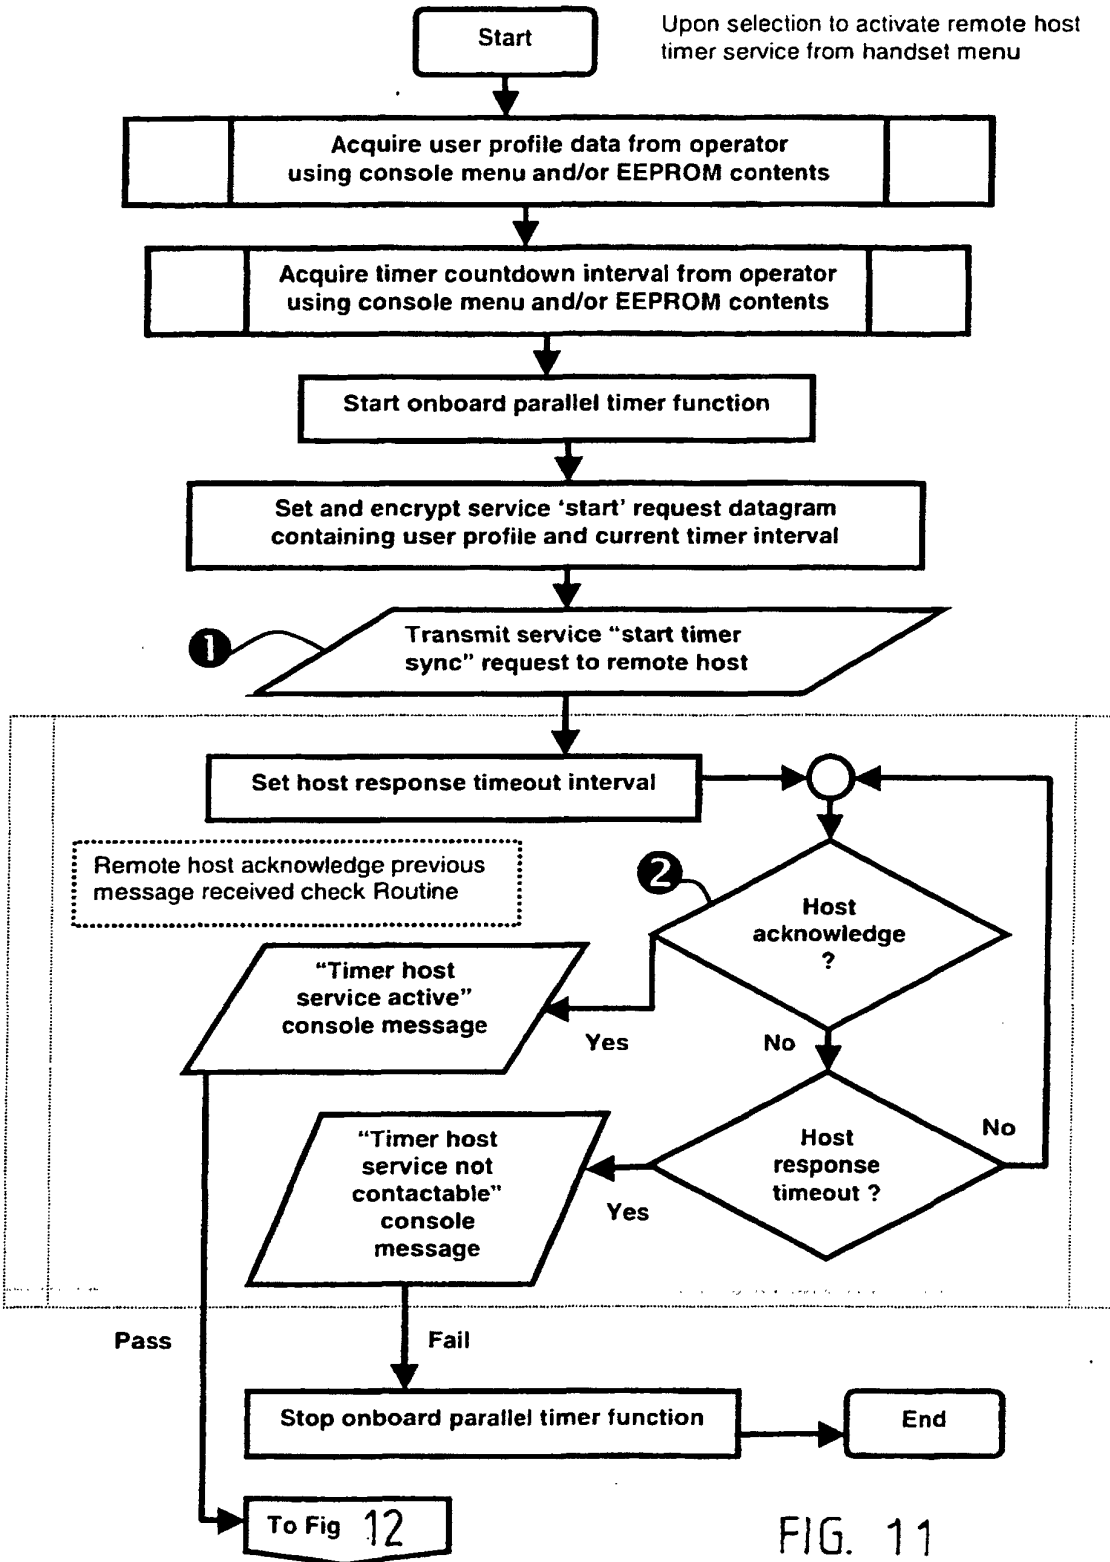 Start
Upon selection to activate remote host
timer service from handset menu
Acquire user profile data from operator
using console menu and/or EEPROM contents
Acquire timer countdown interval from operator
using console menu and/or EEPROM contents
Start onboard parallel timer function
Set and encrypt service ‘start’ request datagram
containing user profile and current timer interval
1
Transmit service “start timer
sync” request to remote host
Set host response timeout interval
Remote host acknowledge previous
message received check Routine
2
Host
acknowledge
?
“Timer host
service active”
console message
Yes
No
“Timer host
service not
contactable”
console
message
Yes
Host
response
timeout ?
No
Pass
Fail
Stop onboard parallel timer function
End
To Fig 12
FIG. 11